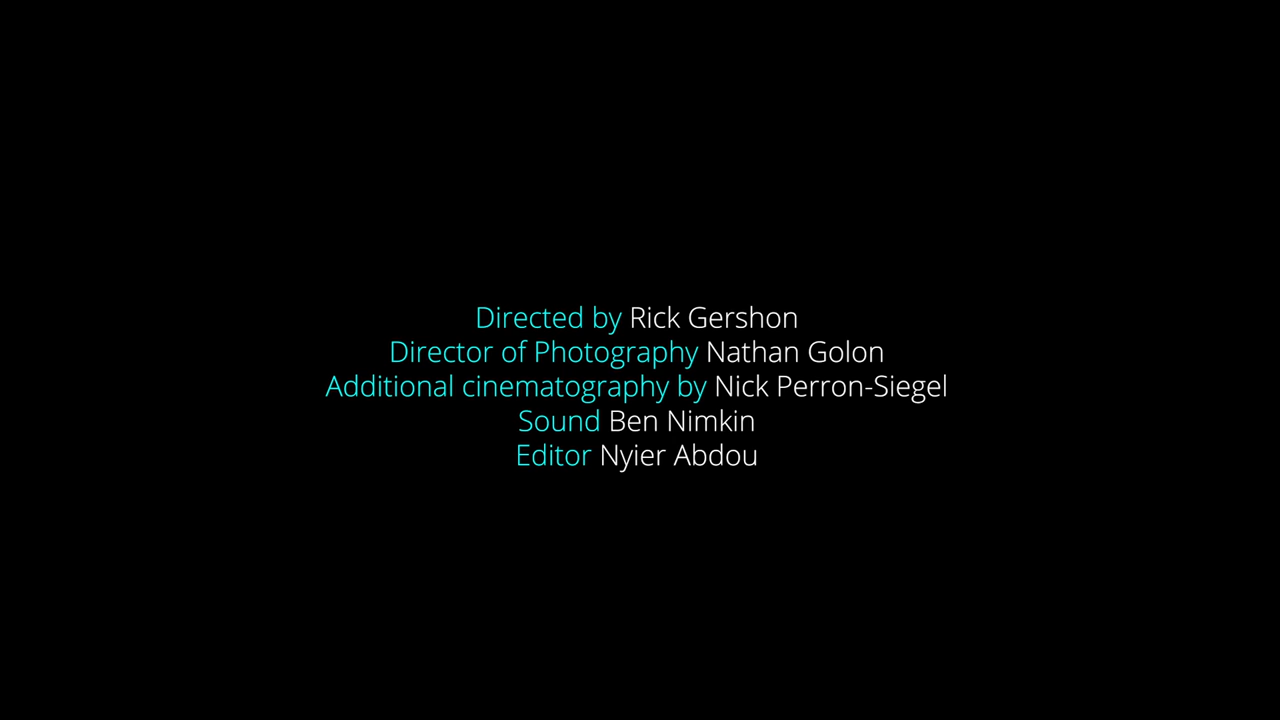 Directed by Rick Gershon
Director of Photography Nathan Golon
Additional cinematography by Nick Perron-Siegel
Sound Ben Nimkin
Editor Nyier Abdou